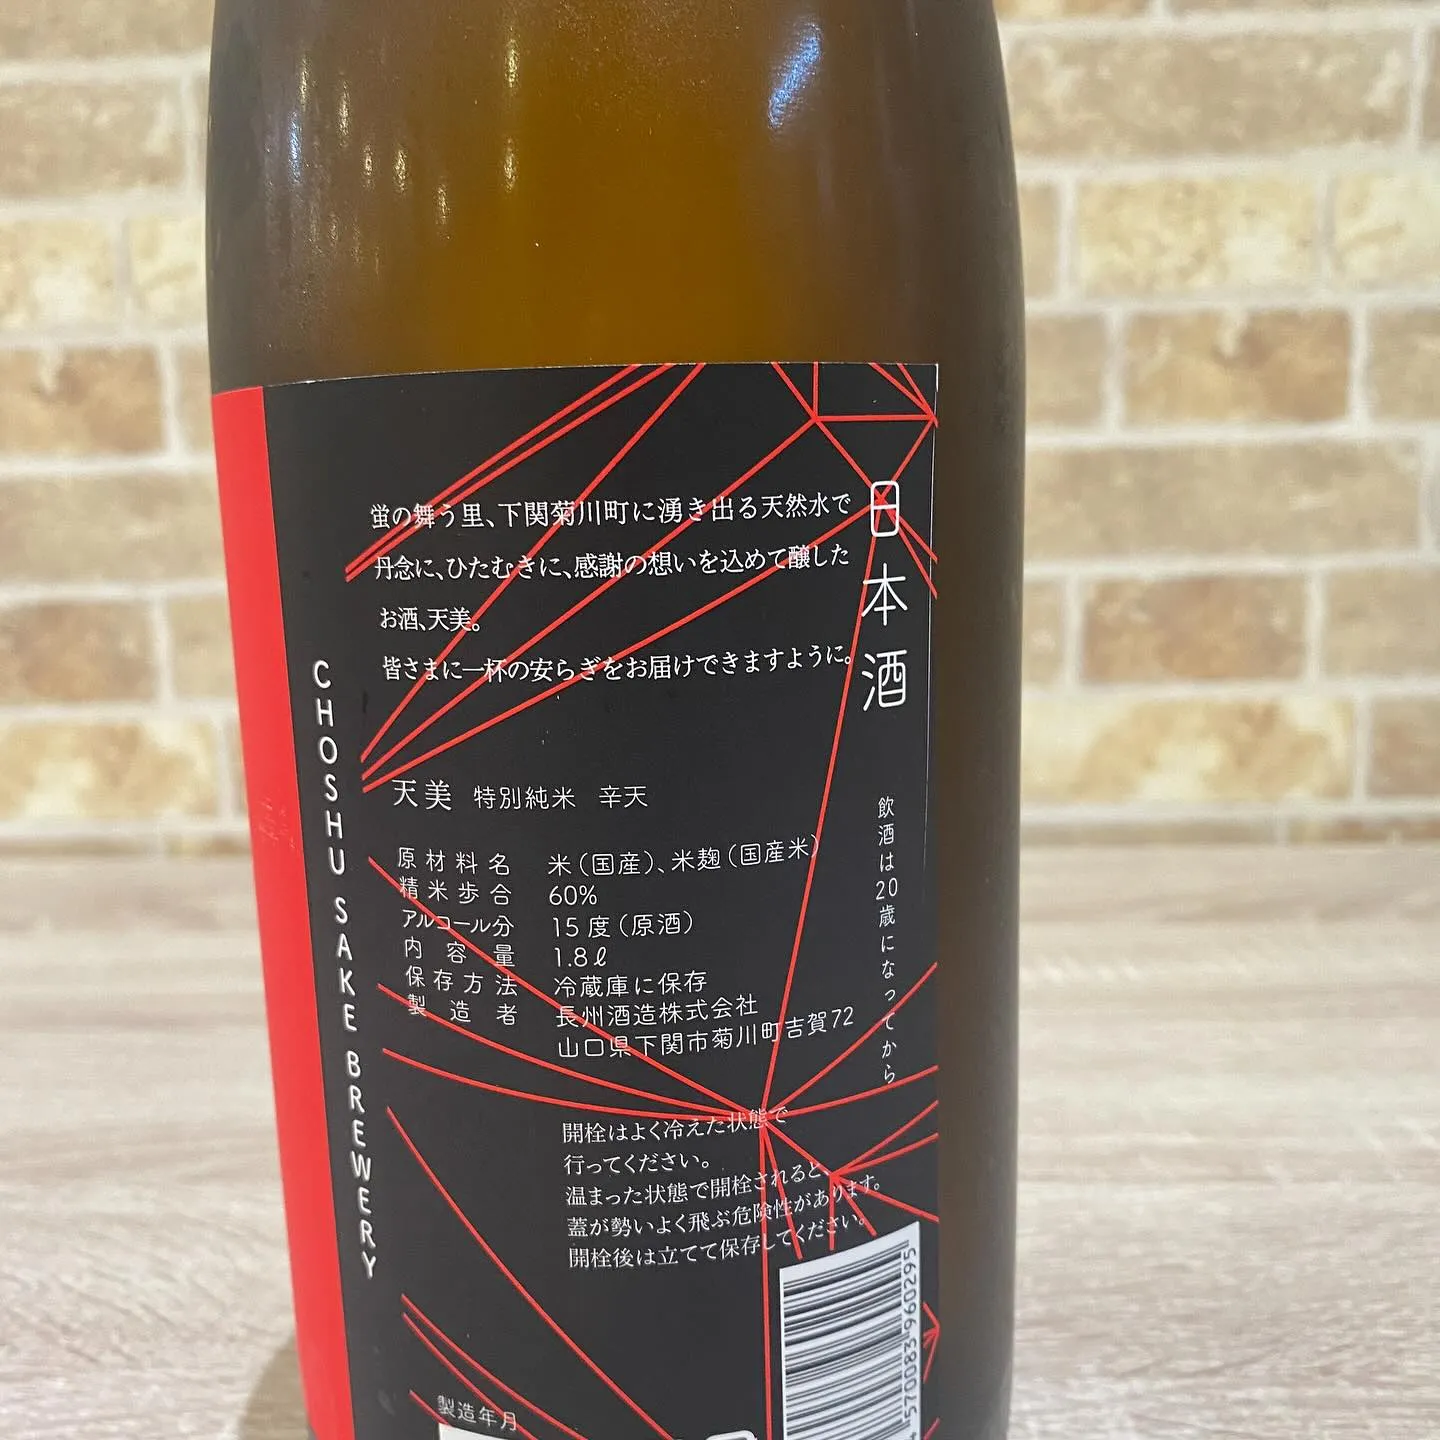 蛍の舞う里、下関菊川町に湧き出る天然水で
丹念に、ひたむきに、感謝の想いを込めて醸した
お酒、天美。
皆さまに一杯の安らぎをお届けできますように。
日本酒
CHOSHU SAKE BREWERY
天美 特別純米 辛天
原材料名 米(国産)、米麹(国産米)
精米歩合 60%
アルコール分 15度(原酒)
内容量 1.8ℓ
保存方法 冷蔵庫に保存
製造者 長州酒造株式会社
山口県下関市菊川町吉賀72
飲酒は20歳になってから
開栓はよく冷えた状態で
行ってください。
温まった状態で開栓されると、
蓋が勢いよく飛ぶ危険性があります。
開栓後は立てて保存してください。
4570083960295
製造年月